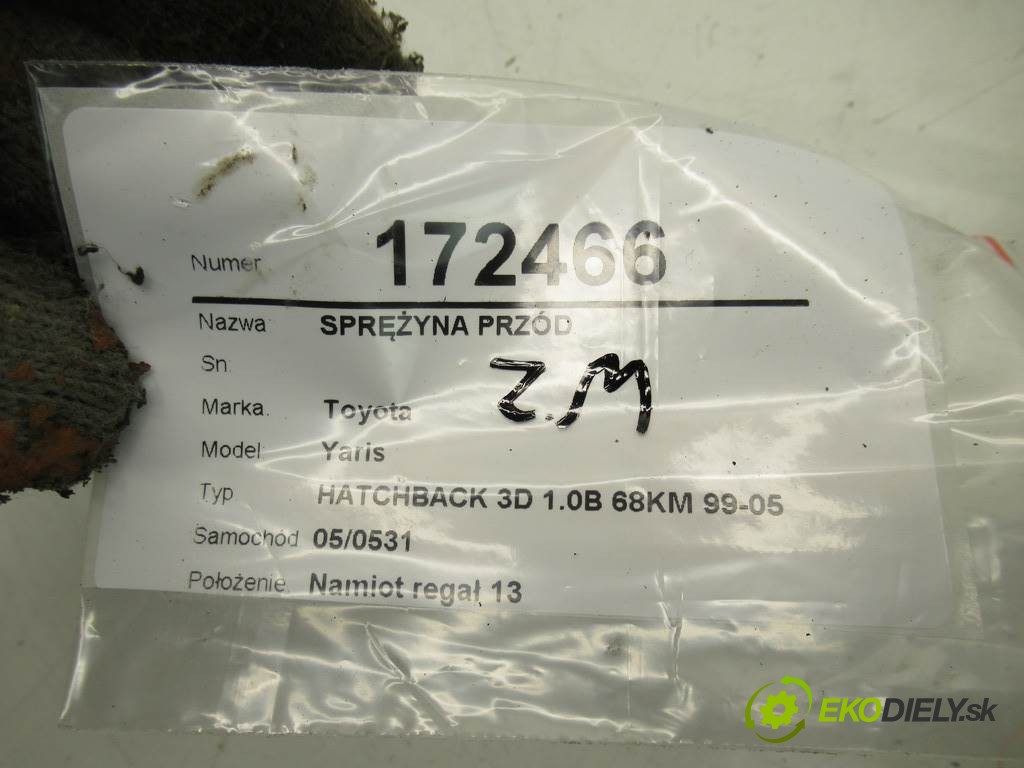 Numer 172466
Nazwa SPRĘŻYNA PRZÓD
Sn:
Z.M
Marka: Toyota
Model: Yaris
Typ HATCHBACK 3D 1.0B 68KM 99-05
Samochód 05/0531
Położenie: Namiot regał 13
EKODIELY.sk